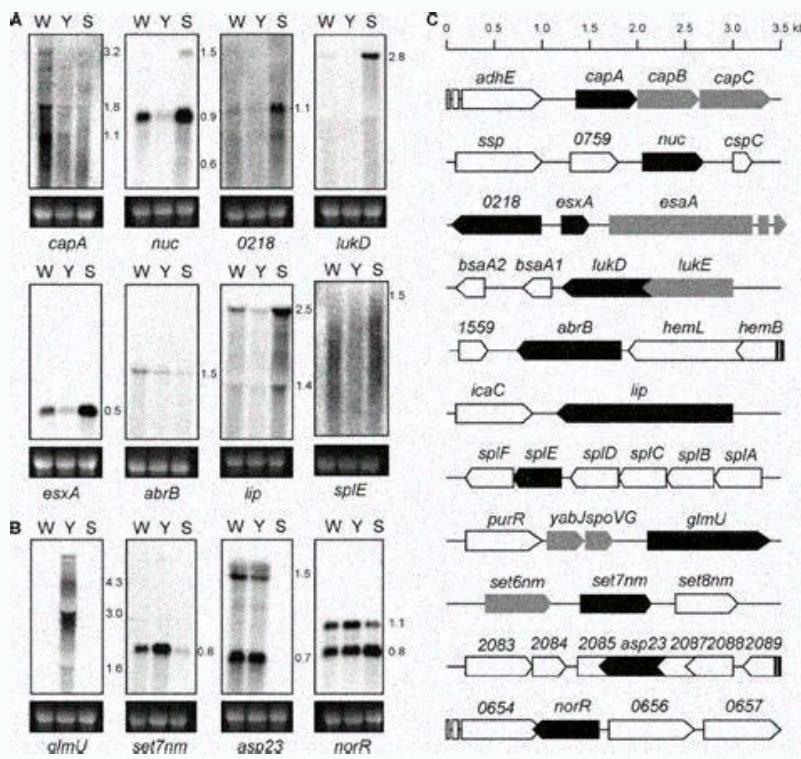 A
W Y S
W Y S
W Y S
W Y S
3.2
1.8
1.1
1.5
0.9
0.6
1.1
2.8
capA
nuc
0218
lukD
W Y S
W Y S
W Y S
W Y S
0.5
1.5
2.5
1.4
1.5
esxA
abrB
lip
splE
B
W Y S
W Y S
W Y S
W Y S
4.3
3.0
1.6
0.8
1.5
0.7
1.1
0.8
glmU
set7nm
asp23
norR
C
0 0.5 1.0 1.5 2.0 2.5 3.0 3.5 kb
adhE capA capB capC
ssp 0759 nuc cspC
0218 esxA esaA
bsaA2 bsaA1 lukD lukE
1559 abrB hemL hemB
icaC lip
splF splE splD splC splB splA
purR yabJ spoVG glmU
set6nm set7nm set8nm
2083 2084 2085 asp23 2087 2088 2089
0654 norR 0656 0657